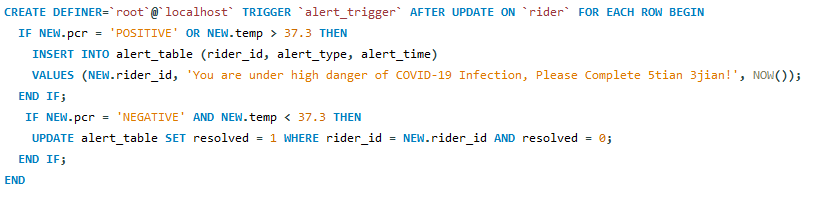 CREATE DEFINER=`root`@`localhost` TRIGGER `alert_trigger` AFTER UPDATE ON `rider` FOR EACH ROW BEGIN
IF NEW.pcr = 'POSITIVE' OR NEW.temp > 37.3 THEN
INSERT INTO alert_table (rider_id, alert_type, alert_time)
VALUES (NEW.rider_id, 'You are under high danger of COVID-19 Infection, Please Complete 5tian 3jian!', NOW());
END IF;
IF NEW.pcr = 'NEGATIVE' AND NEW.temp < 37.3 THEN
UPDATE alert_table SET resolved = 1 WHERE rider_id = NEW.rider_id AND resolved = 0;
END IF;
END